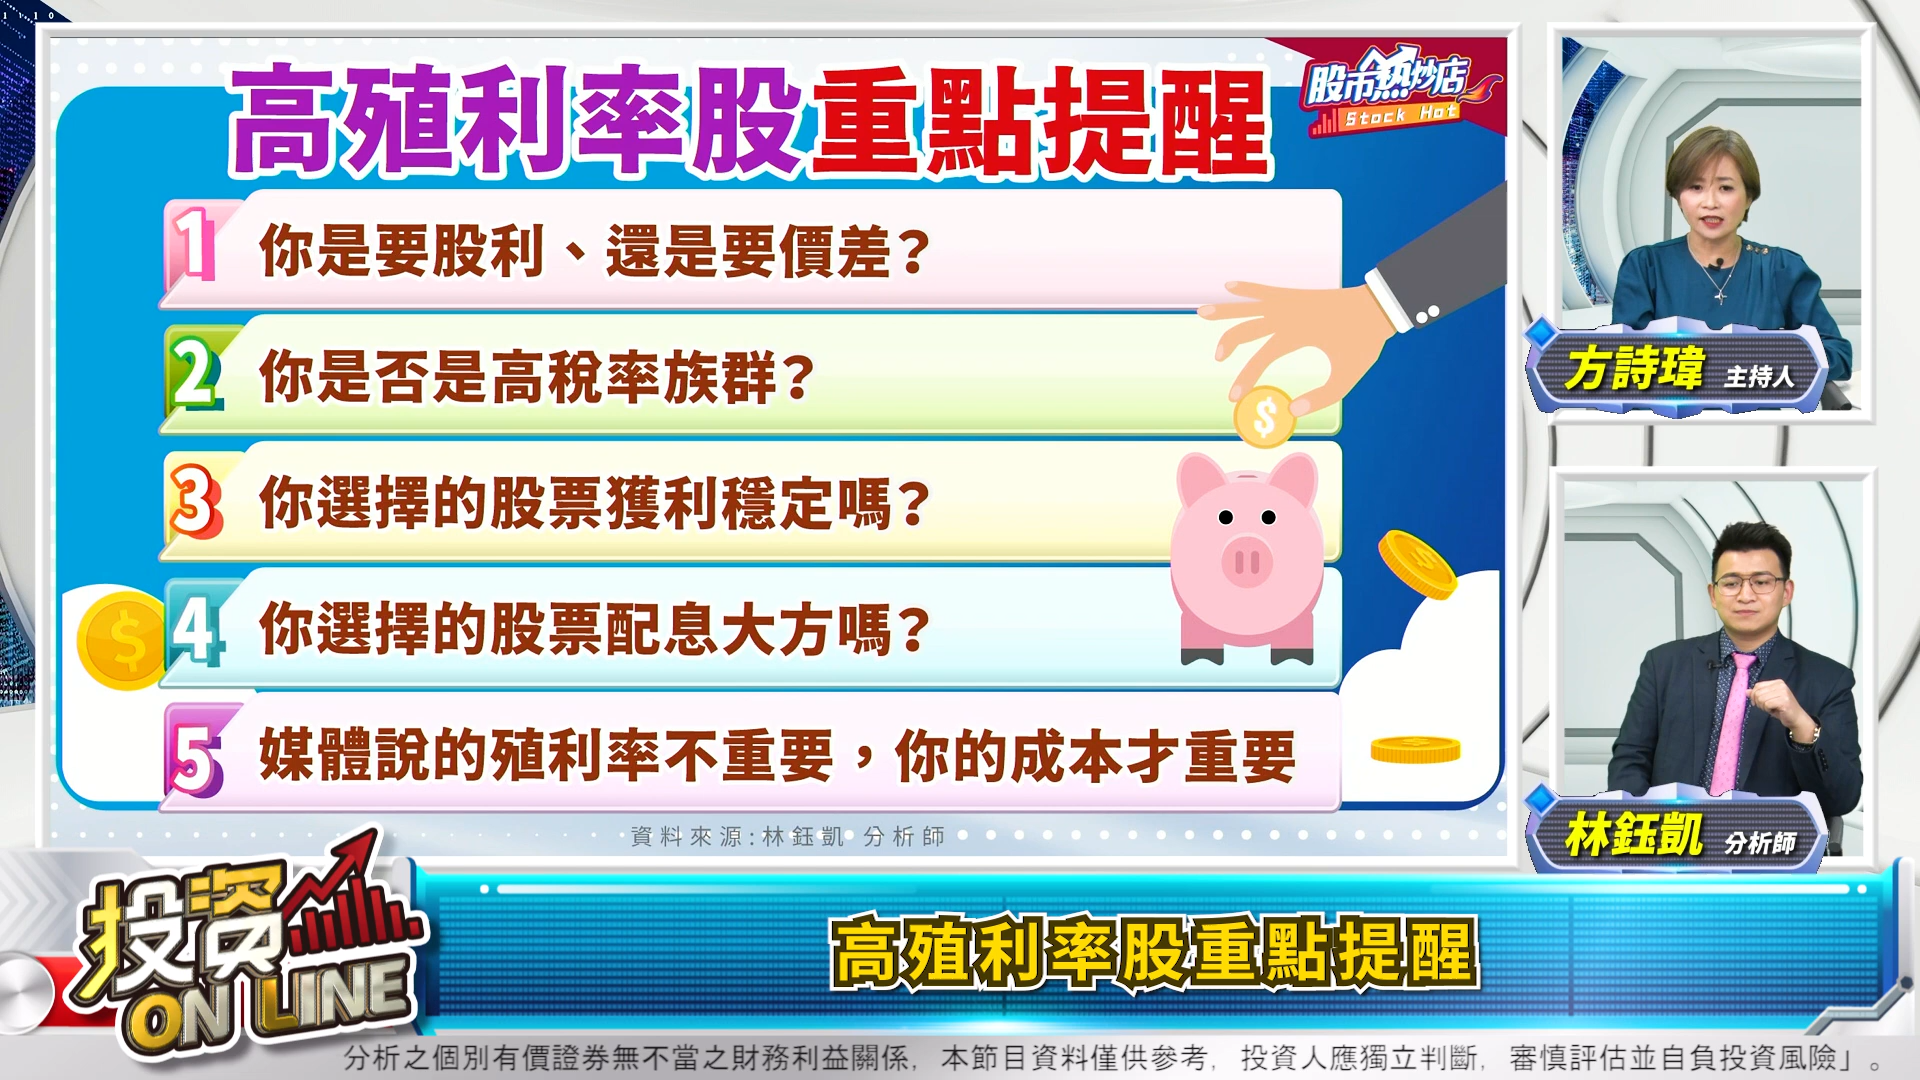 高殖利率股重點提醒
股市熱炒店
Stock Hot
1 你是要股利、還是要價差?
2 你是否是高稅率族群?
3 你選擇的股票獲利穩定嗎?
4 你選擇的股票配息大方嗎?
5 媒體說的殖利率不重要，你的成本才重要
資料來源:林鈺凱 分析師
方詩瑋 主持人
林鈺凱 分析師
投資
ON LINE
高殖利率股重點提醒
分析之個別有價證券無不當之財務利益關係，本節目資料僅供參考，投資人應獨立判斷，審慎評估並自負投資風險」。